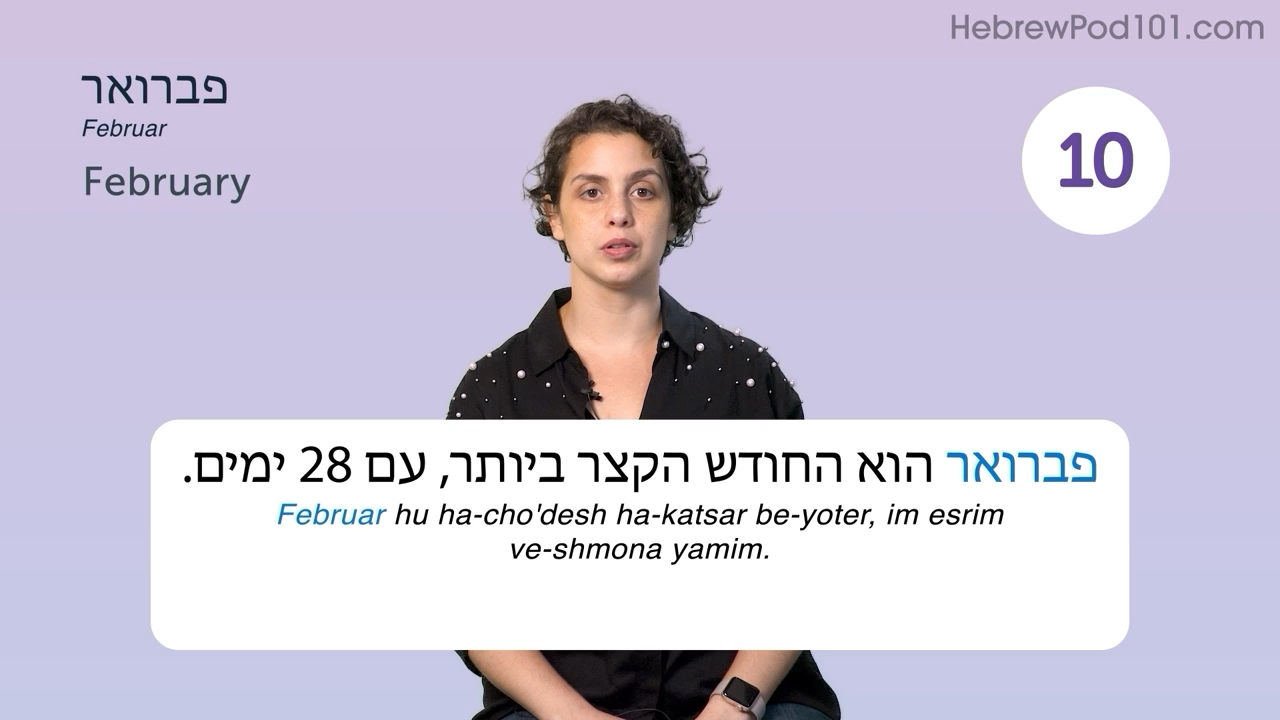 HebrewPod101.com
פברואר
Februar
February
10
פברואר הוא החודש הקצר ביותר, עם 28 ימים.
Februar hu ha-cho'desh ha-katsar be-yoter, im esrim
ve-shmona yamim.